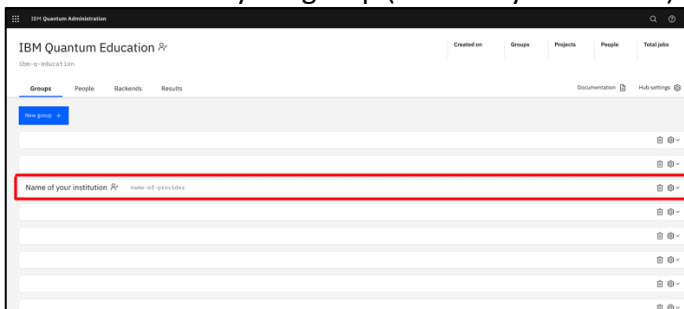 IBM Quantum Administration
IBM Quantum Education
ibm-q-education
Created on Groups Projects People Total jobs
Groups People Backends Results
Documentation Hub settings
New group +
Name of your institution name-of-provider